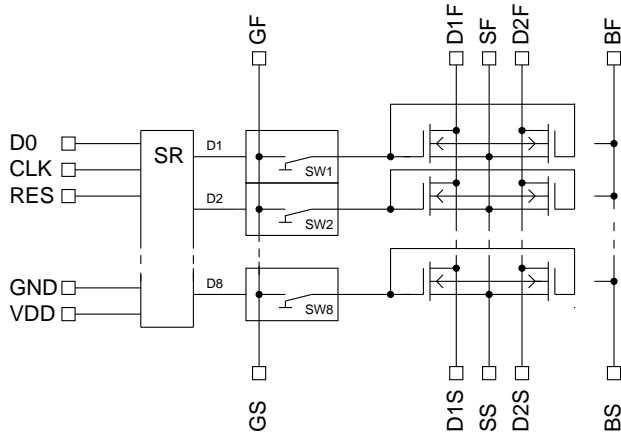 GF
D1F
SF
D2F
BF
D0
CLK
RES
GND
VDD
SR
D1
SW1
D2
SW2
D8
SW8
GS
D1S
SS
D2S
BS